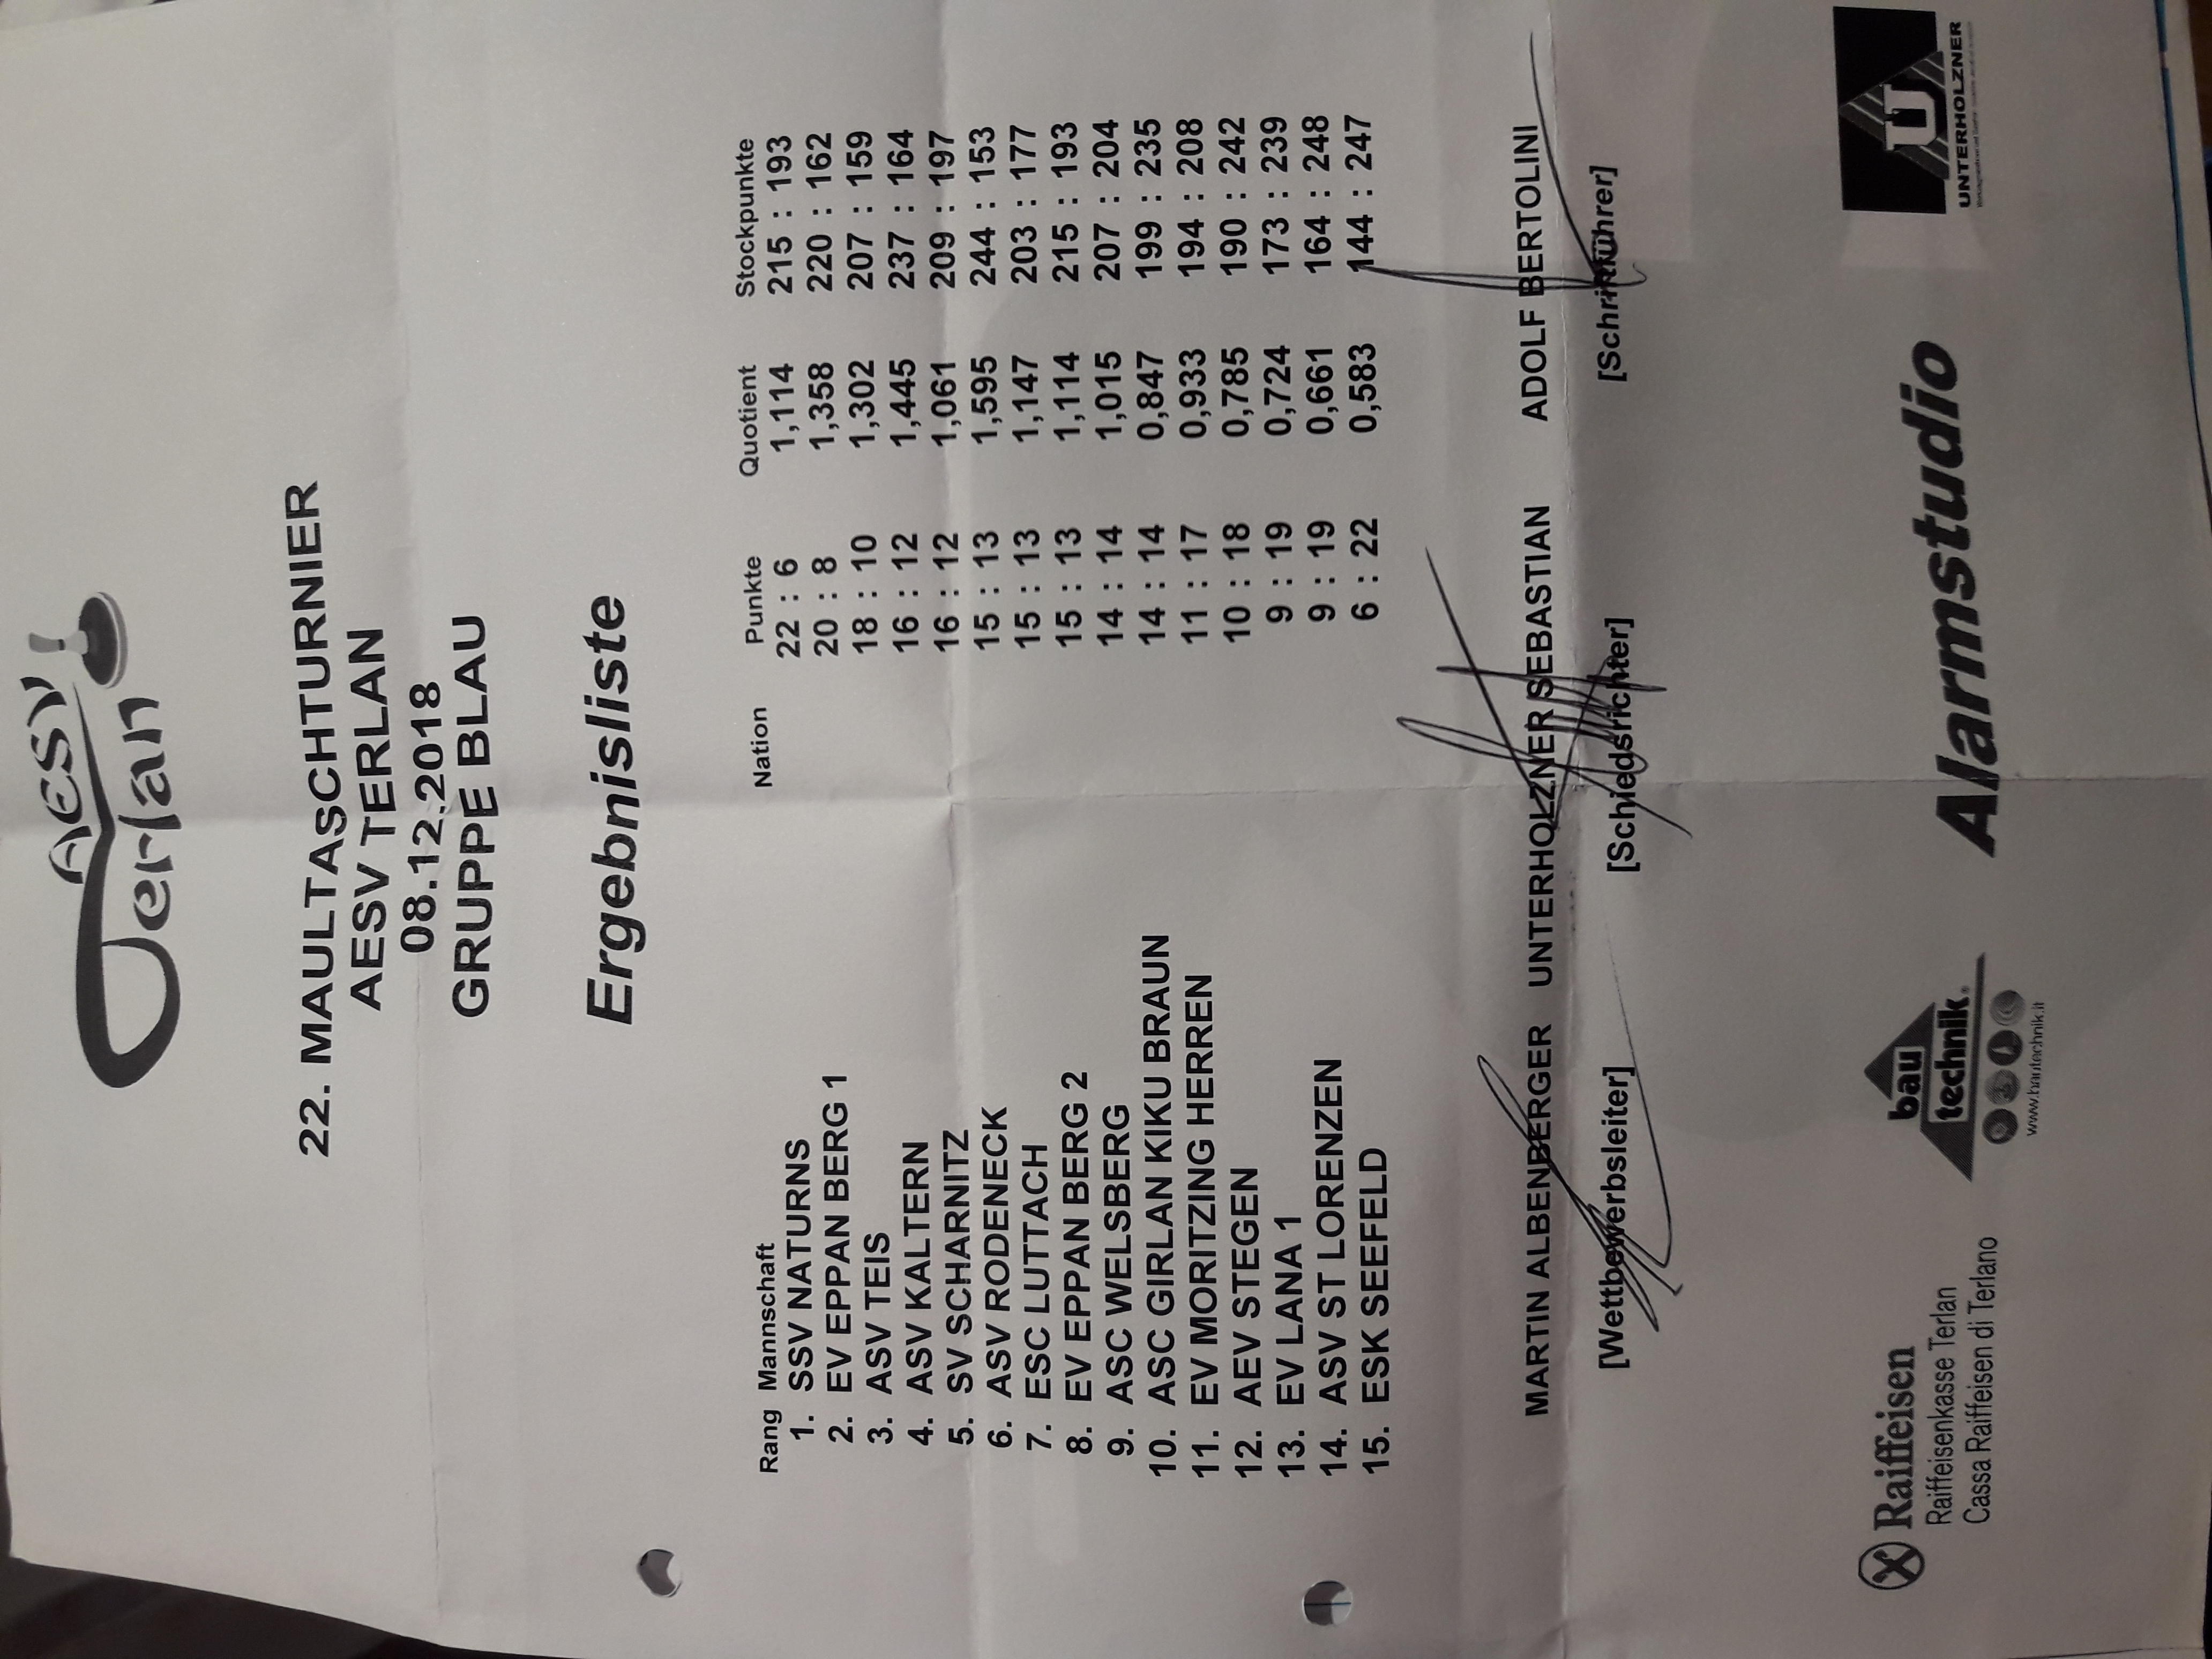 AESV
Terlan
22. MAULTASCHTURNIER
AESV TERLAN
08.12.2018
GRUPPE BLAU
Ergebnisliste
Rang Mannschaft Nation Punkte Quotient Stockpunkte
1. SSV NATURNS 22 : 6 1,114 215 : 193
2. EV EPPAN BERG 1 20 : 8 1,358 220 : 162
3. ASV TEIS 18 : 10 1,302 207 : 159
4. ASV KALTERN 16 : 12 1,445 237 : 164
5. SV SCHARNITZ 16 : 12 1,061 209 : 197
6. ASV RODENECK 15 : 13 1,595 244 : 153
7. ESC LUTTACH 15 : 13 1,147 203 : 177
8. EV EPPAN BERG 2 15 : 13 1,114 215 : 193
9. ASC WELSBERG 14 : 14 1,015 207 : 204
10. ASC GIRLAN KIKU BRAUN 14 : 14 0,847 199 : 235
11. EV MORITZING HERREN 11 : 17 0,933 194 : 208
12. AEV STEGEN 10 : 18 0,785 190 : 242
13. EV LANA 1 9 : 19 0,724 173 : 239
14. ASV ST LORENZEN 9 : 19 0,661 164 : 248
15. ESK SEEFELD 6 : 22 0,583 144 : 247
MARTIN ALBENBERGER UNTERHOLZNER SEBASTIAN ADOLF BERTOLINI
[Wettbewerbsleiter] [Schiedsrichter] [Schriftführer]
Raiffeisen
Raiffeisenkasse Terlan
Cassa Raiffeisen di Terlano
bau
technik
www.bautechnik.it
Alarmstudio
U
UNTERHOLZNER